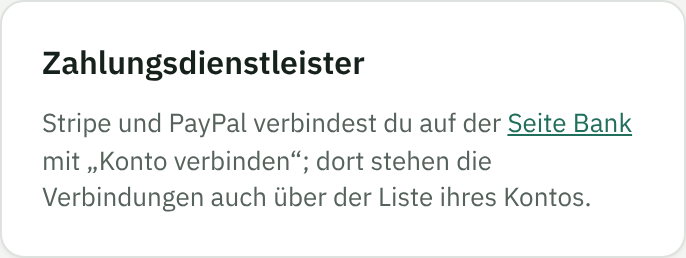 Zahlungsdienstleister
Stripe und PayPal verbindest du auf der Seite Bank
mit „Konto verbinden“; dort stehen die
Verbindungen auch über der Liste ihres Kontos.